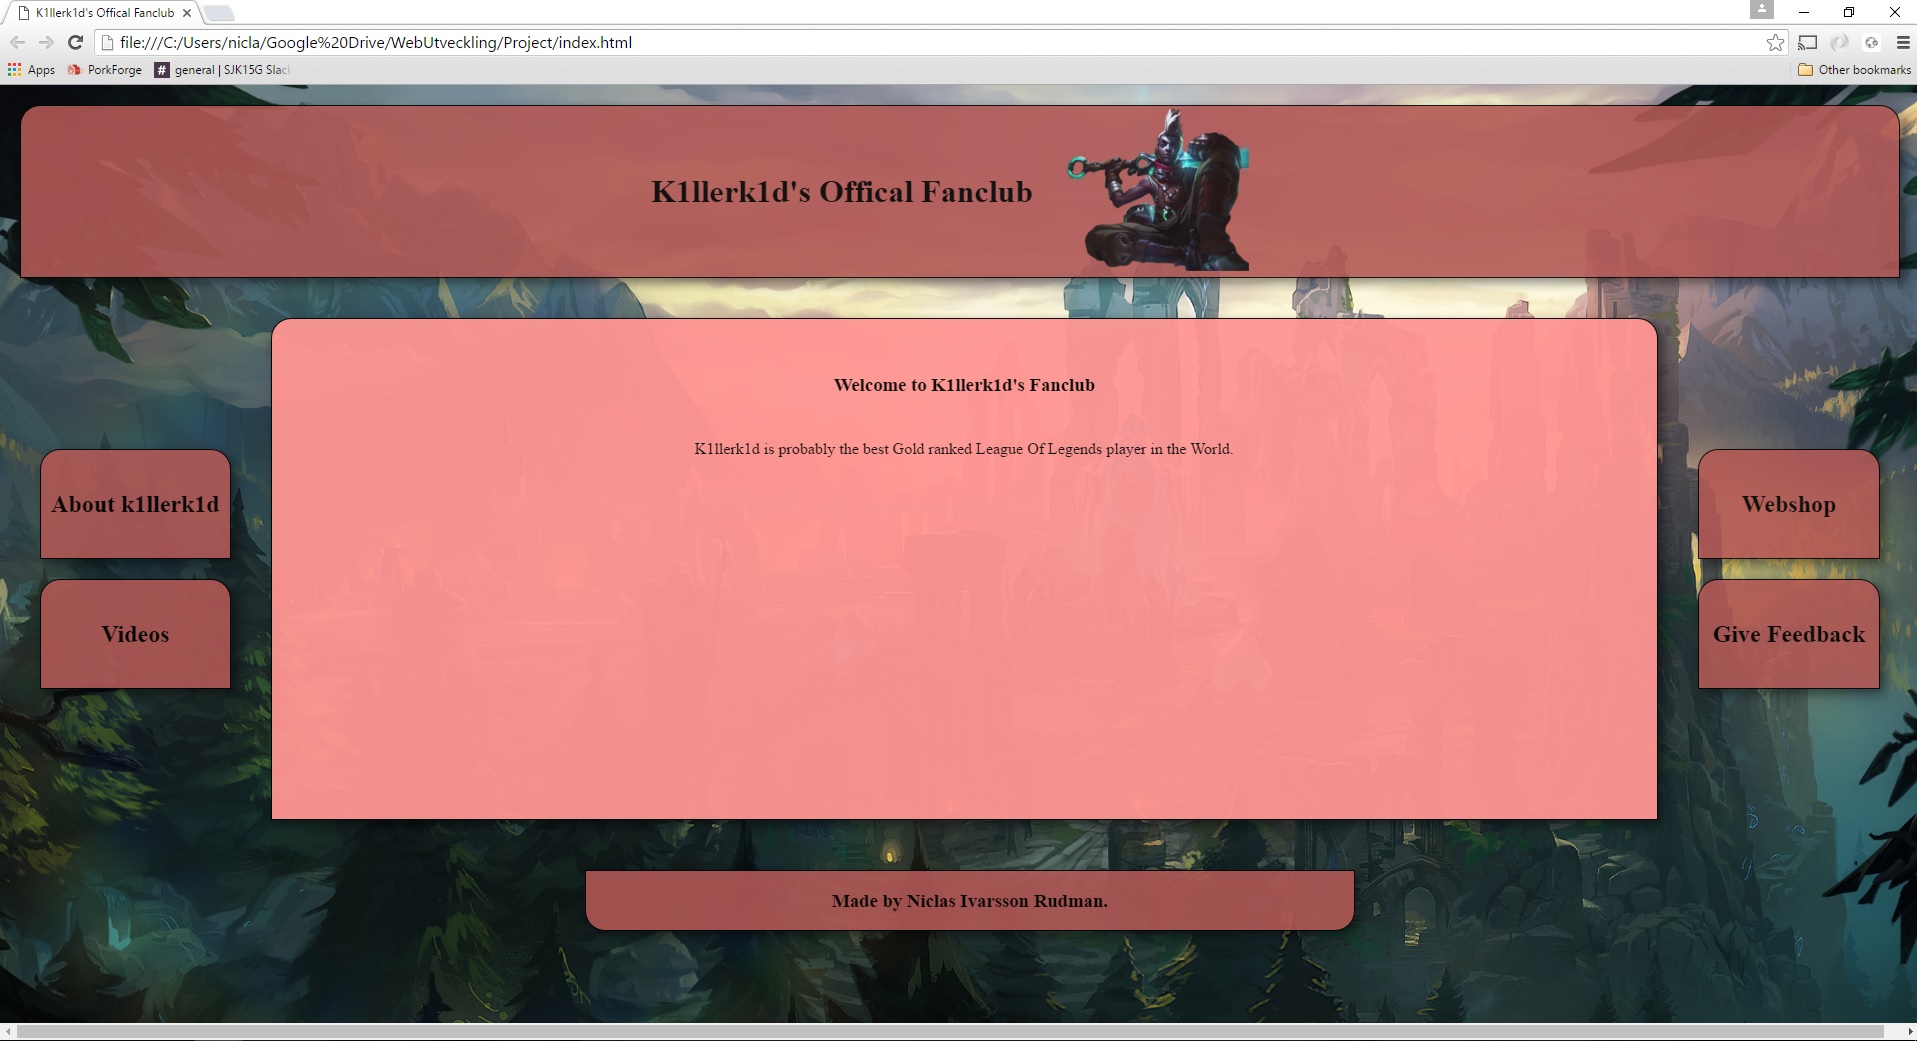 K1llerk1d's Offical Fanclub
file:///C:/Users/nicla/Google%20Drive/WebUtveckling/Project/index.html
Apps PorkForge # general | SJK15G Slac Other bookmarks
K1llerk1d's Offical Fanclub
Welcome to K1llerk1d's Fanclub
K1llerk1d is probably the best Gold ranked League Of Legends player in the World.
About k1llerk1d
Videos
Webshop
Give Feedback
Made by Niclas Ivarsson Rudman.